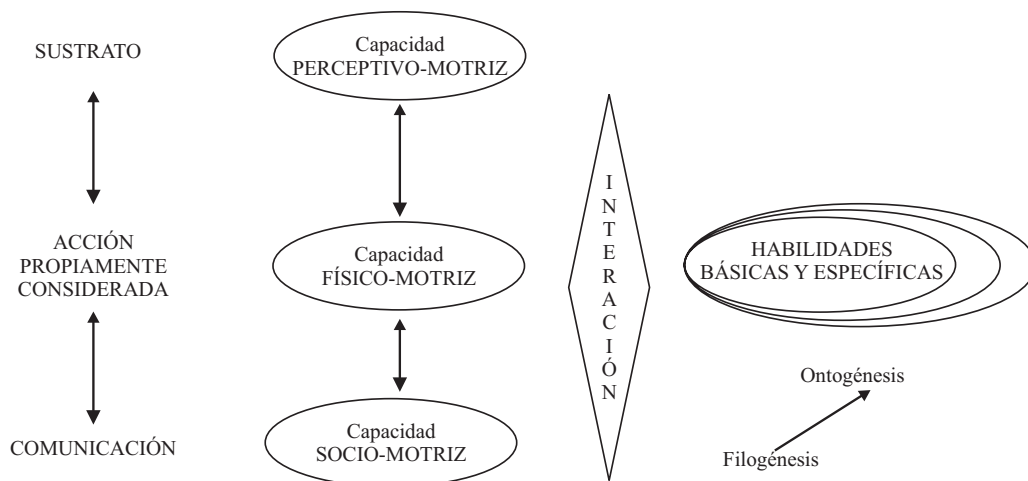 SUSTRATO
ACCIÓN
PROPIAMENTE
CONSIDERADA
COMUNICACIÓN
Capacidad
PERCEPTIVO-MOTRIZ
Capacidad
FÍSICO-MOTRIZ
Capacidad
SOCIO-MOTRIZ
INTERACIÓN
HABILIDADES
BÁSICAS Y ESPECÍFICAS
Ontogénesis
Filogénesis